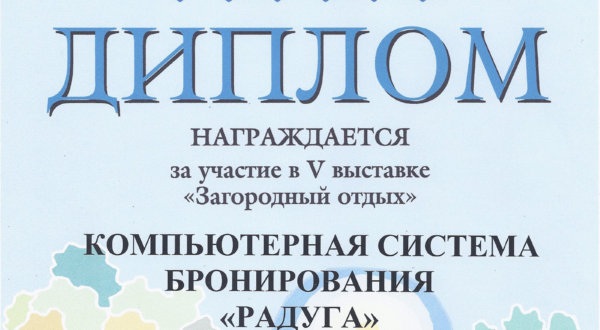 ДИПЛОМ
НАГРАЖДАЕТСЯ
за участие в V выставке
«Загородный отдых»
КОМПЬЮТЕРНАЯ СИСТЕМА
БРОНИРОВАНИЯ
«РАДУГА»